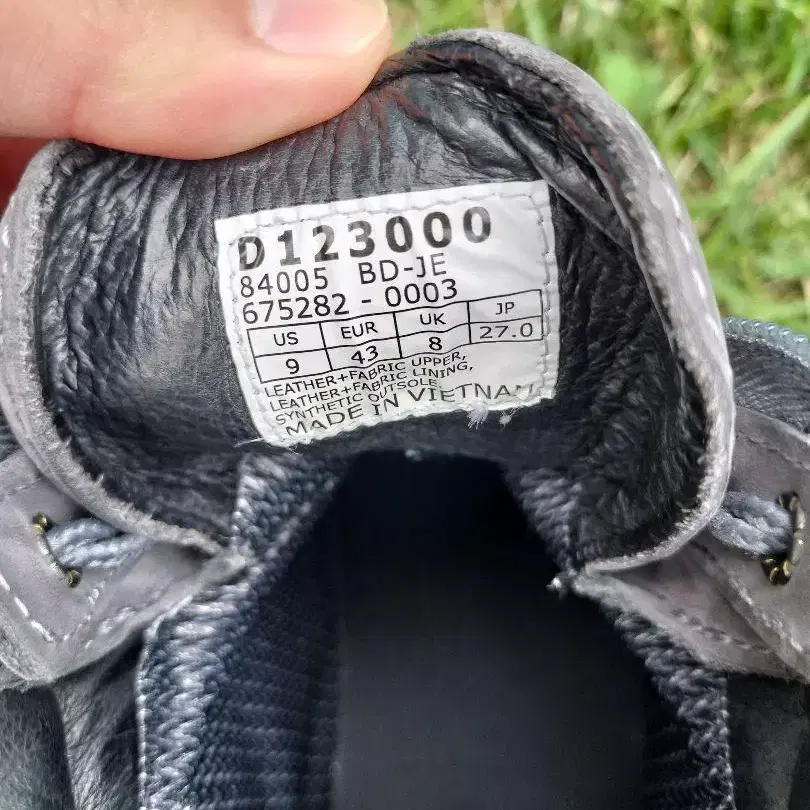 D123000
84005 BD-JE
675282 - 0003
US EUR UK JP
9 43 8 27.0
LEATHER+FABRIC UPPER,
LEATHER+FABRIC LINING,
SYNTHETIC OUTSOLE.
MADE IN VIETNAM